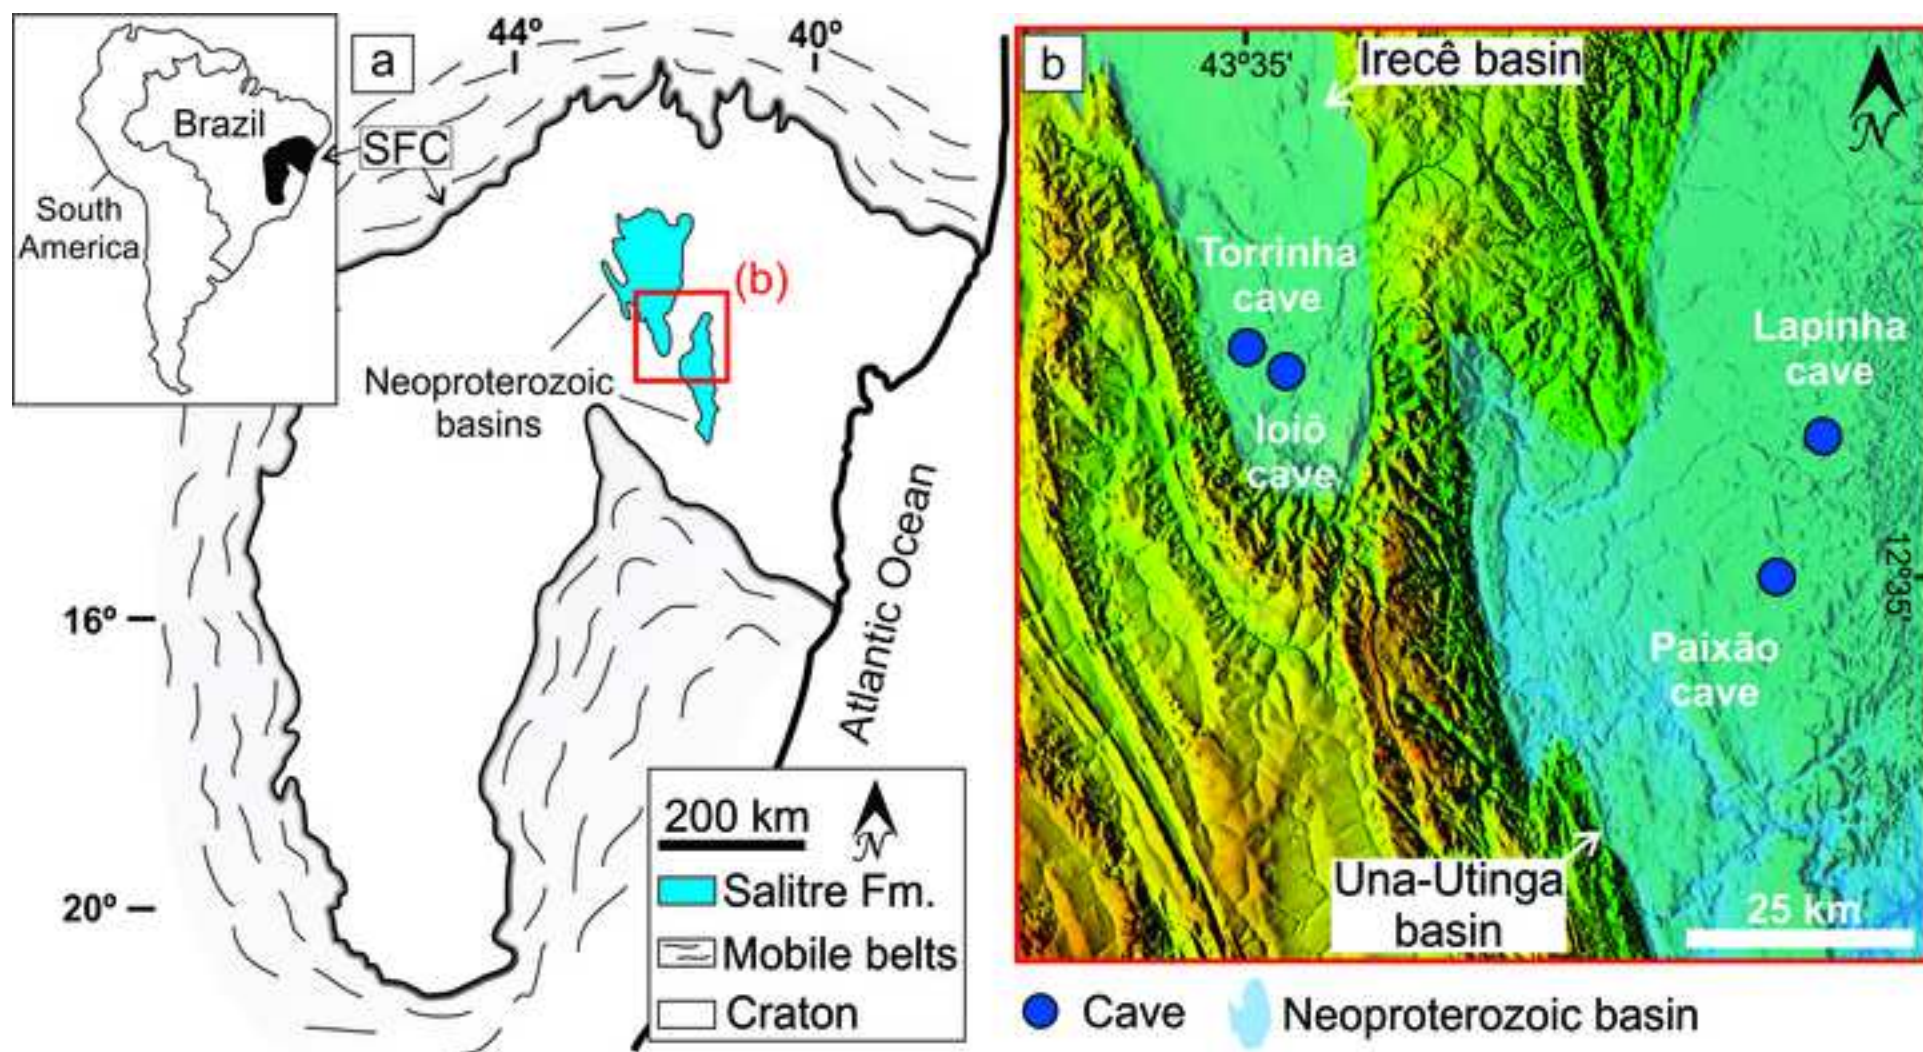 Brazil
SFC
South
America
a
44º
40º
(b)
Neoproterozoic
basins
16º
20º
Atlantic Ocean
200 km
N
Salitre Fm.
Mobile belts
Craton
b
43º35'
Irecê basin
N
Torrinha
cave
Ioiô
cave
Lapinha
cave
12º35'
Paixão
cave
Una-Utinga
basin
25 km
Cave
Neoproterozoic basin